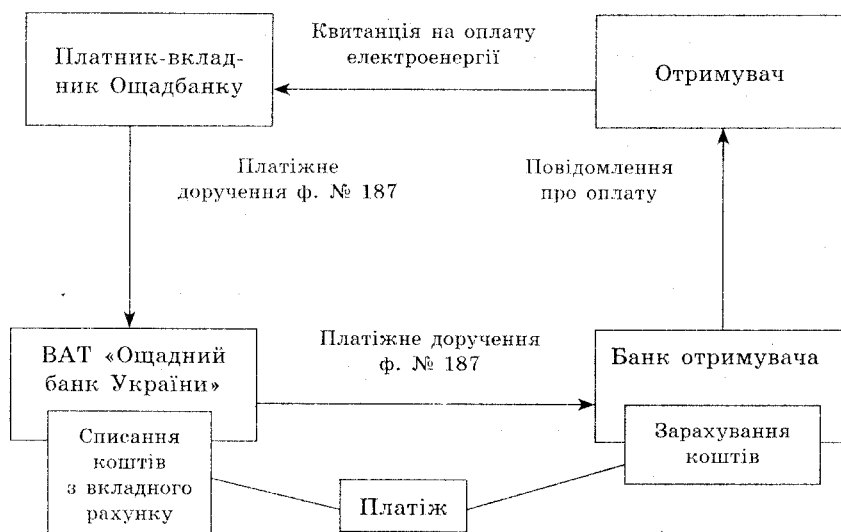 Квитанція на оплату
електроенергії
Платник-вклад-
ник Ощадбанку
Отримувач
Платіжне
доручення ф. № 187
Повідомлення
про оплату
ВАТ «Ощадний
банк України»
Платіжне доручення
ф. № 187
Банк отримувача
Списання
коштів
з вкладного
рахунку
Зарахування
коштів
Платіж